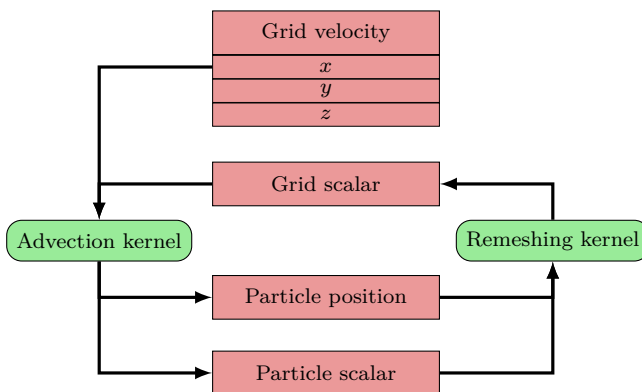 Grid velocity
x
y
z
Grid scalar
Advection kernel
Remeshing kernel
Particle position
Particle scalar